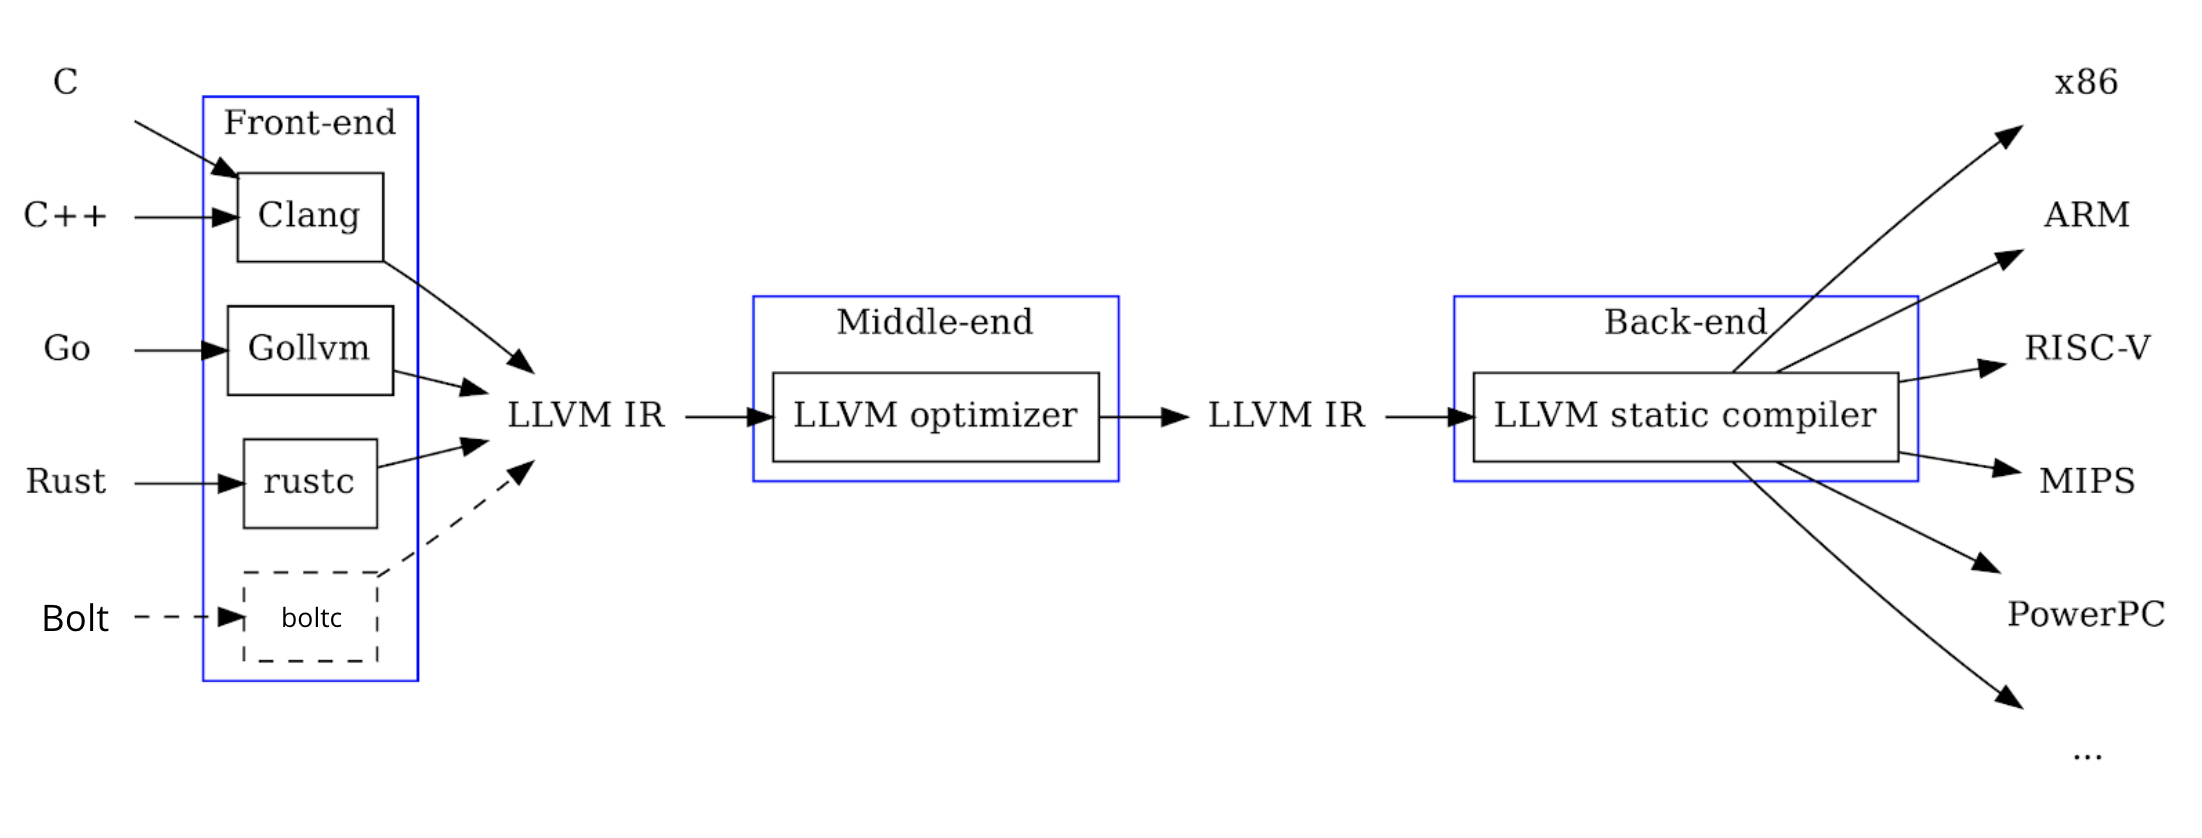 C
C++
Go
Rust
Bolt
Front-end
Clang
Gollvm
rustc
boltc
LLVM IR
Middle-end
LLVM optimizer
LLVM IR
Back-end
LLVM static compiler
x86
ARM
RISC-V
MIPS
PowerPC
...